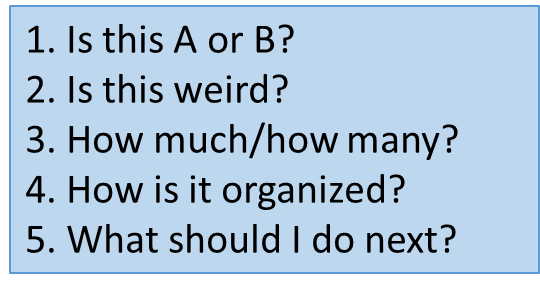 1. Is this A or B?
2. Is this weird?
3. How much/how many?
4. How is it organized?
5. What should I do next?